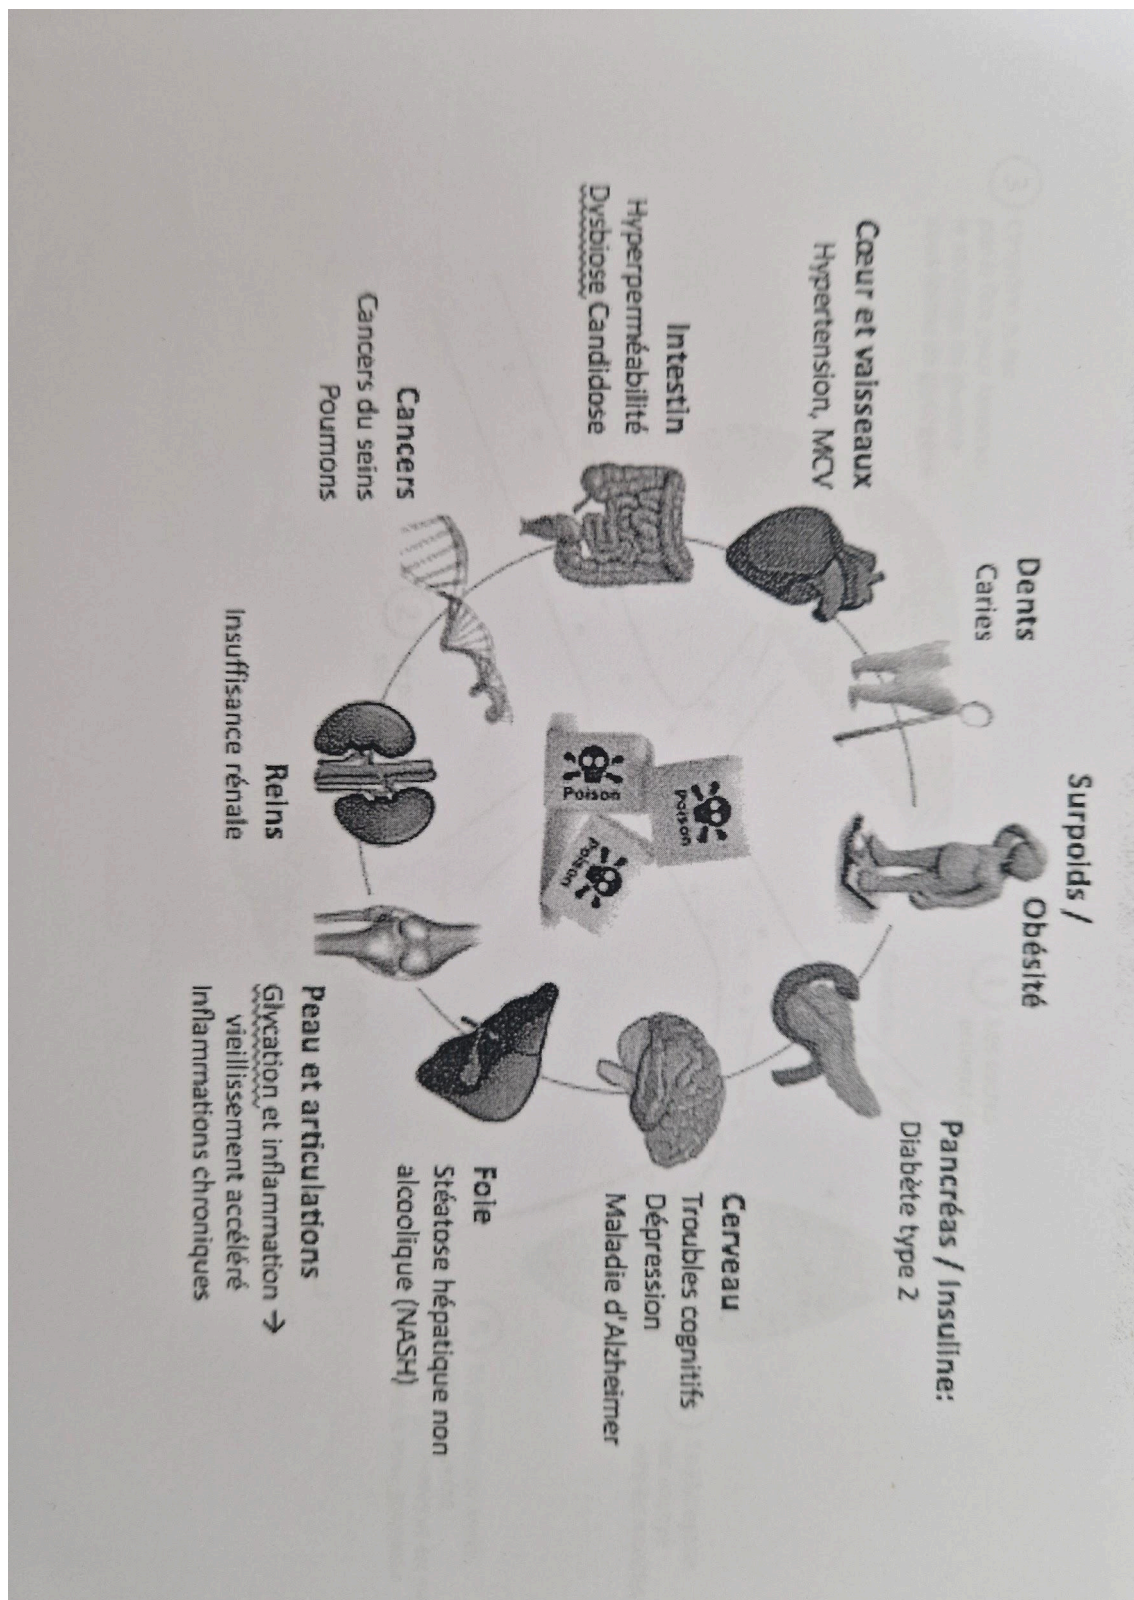 Surpoids /
Obésité
Dents
Caries
Pancréas / Insuline:
Diabète type 2
Cœur et vaisseaux
Hypertension, MCV
Cerveau
Troubles cognitifs
Dépression
Maladie d'Alzheimer
Intestin
Hyperperméabilité
Dysbiose Candidose
Poison
Poison
Poison
Foie
Stéatose hépatique non
alcoolique (NASH)
Cancers
Cancers du seins
Poumons
Peau et articulations
Glycation et inflammation →
vieillissement accéléré
Inflammations chroniques
Reins
Insuffisance rénale